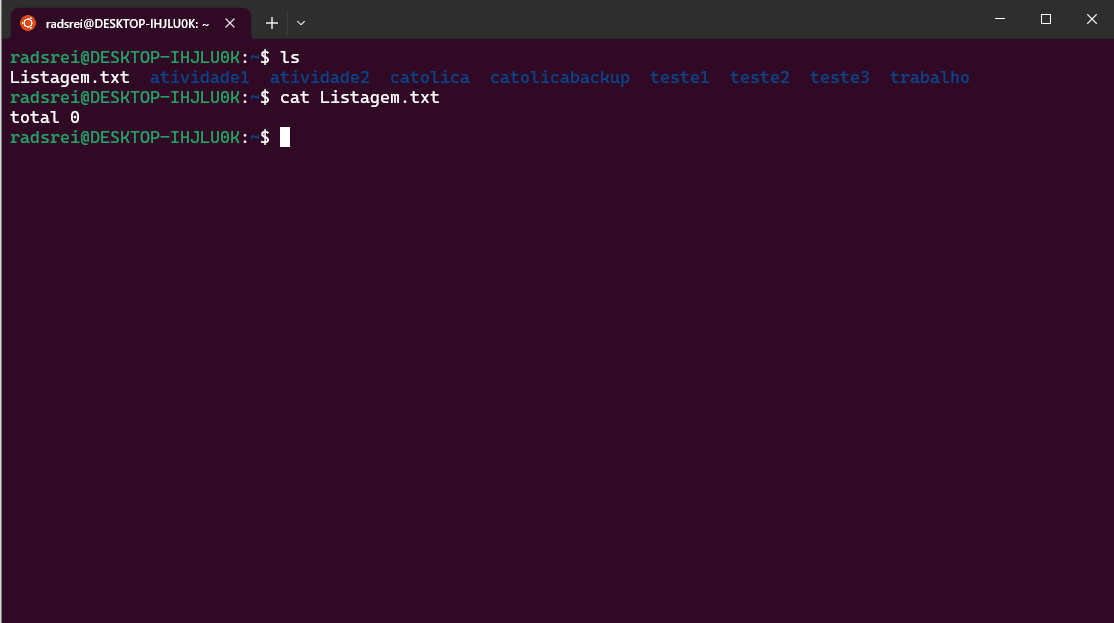 radsrei@DESKTOP-IHJLU0K: ~
radsrei@DESKTOP-IHJLU0K:~$ ls
Listagem.txt  atividade1  atividade2  catolica  catolicabackup  teste1  teste2  teste3  trabalho
radsrei@DESKTOP-IHJLU0K:~$ cat Listagem.txt
total 0
radsrei@DESKTOP-IHJLU0K:~$